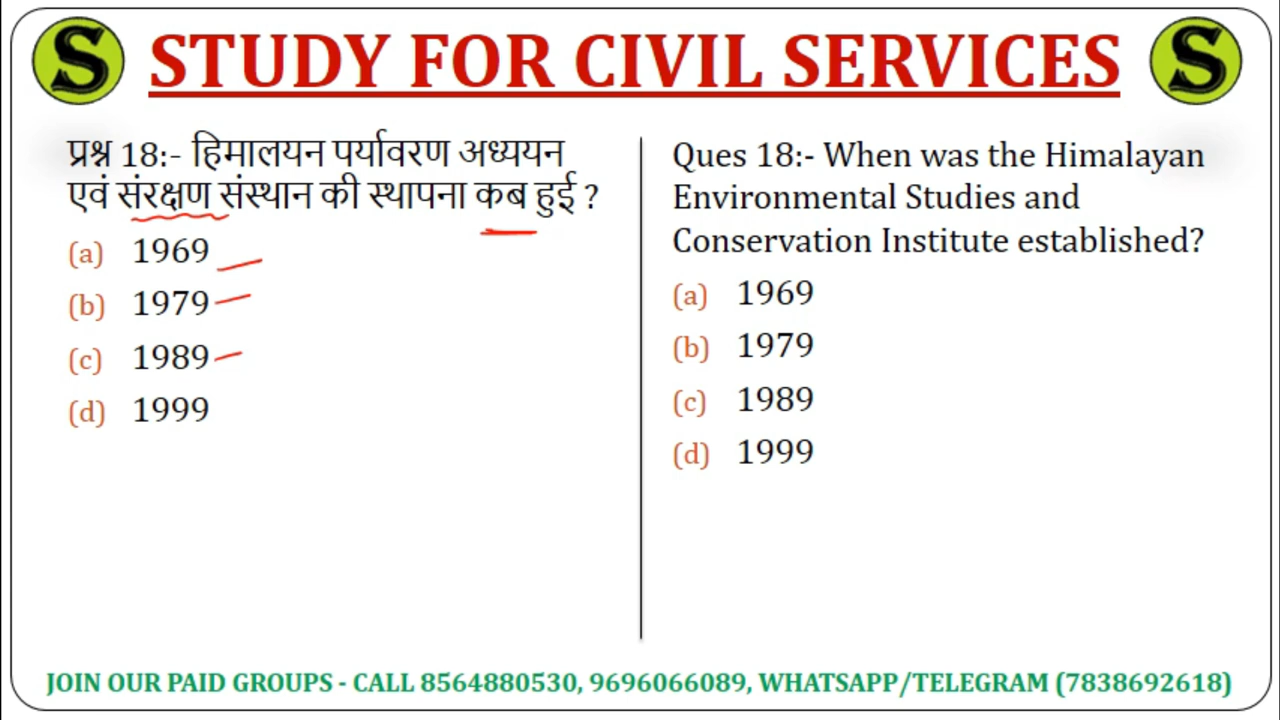 S STUDY FOR CIVIL SERVICES S
प्रश्न 18:- हिमालयन पर्यावरण अध्ययन
एवं संरक्षण संस्थान की स्थापना कब हुई ?
(a) 1969
(b) 1979
(c) 1989
(d) 1999
Ques 18:- When was the Himalayan
Environmental Studies and
Conservation Institute established?
(a) 1969
(b) 1979
(c) 1989
(d) 1999
JOIN OUR PAID GROUPS - CALL 8564880530, 9696066089, WHATSAPP/TELEGRAM (7838692618)